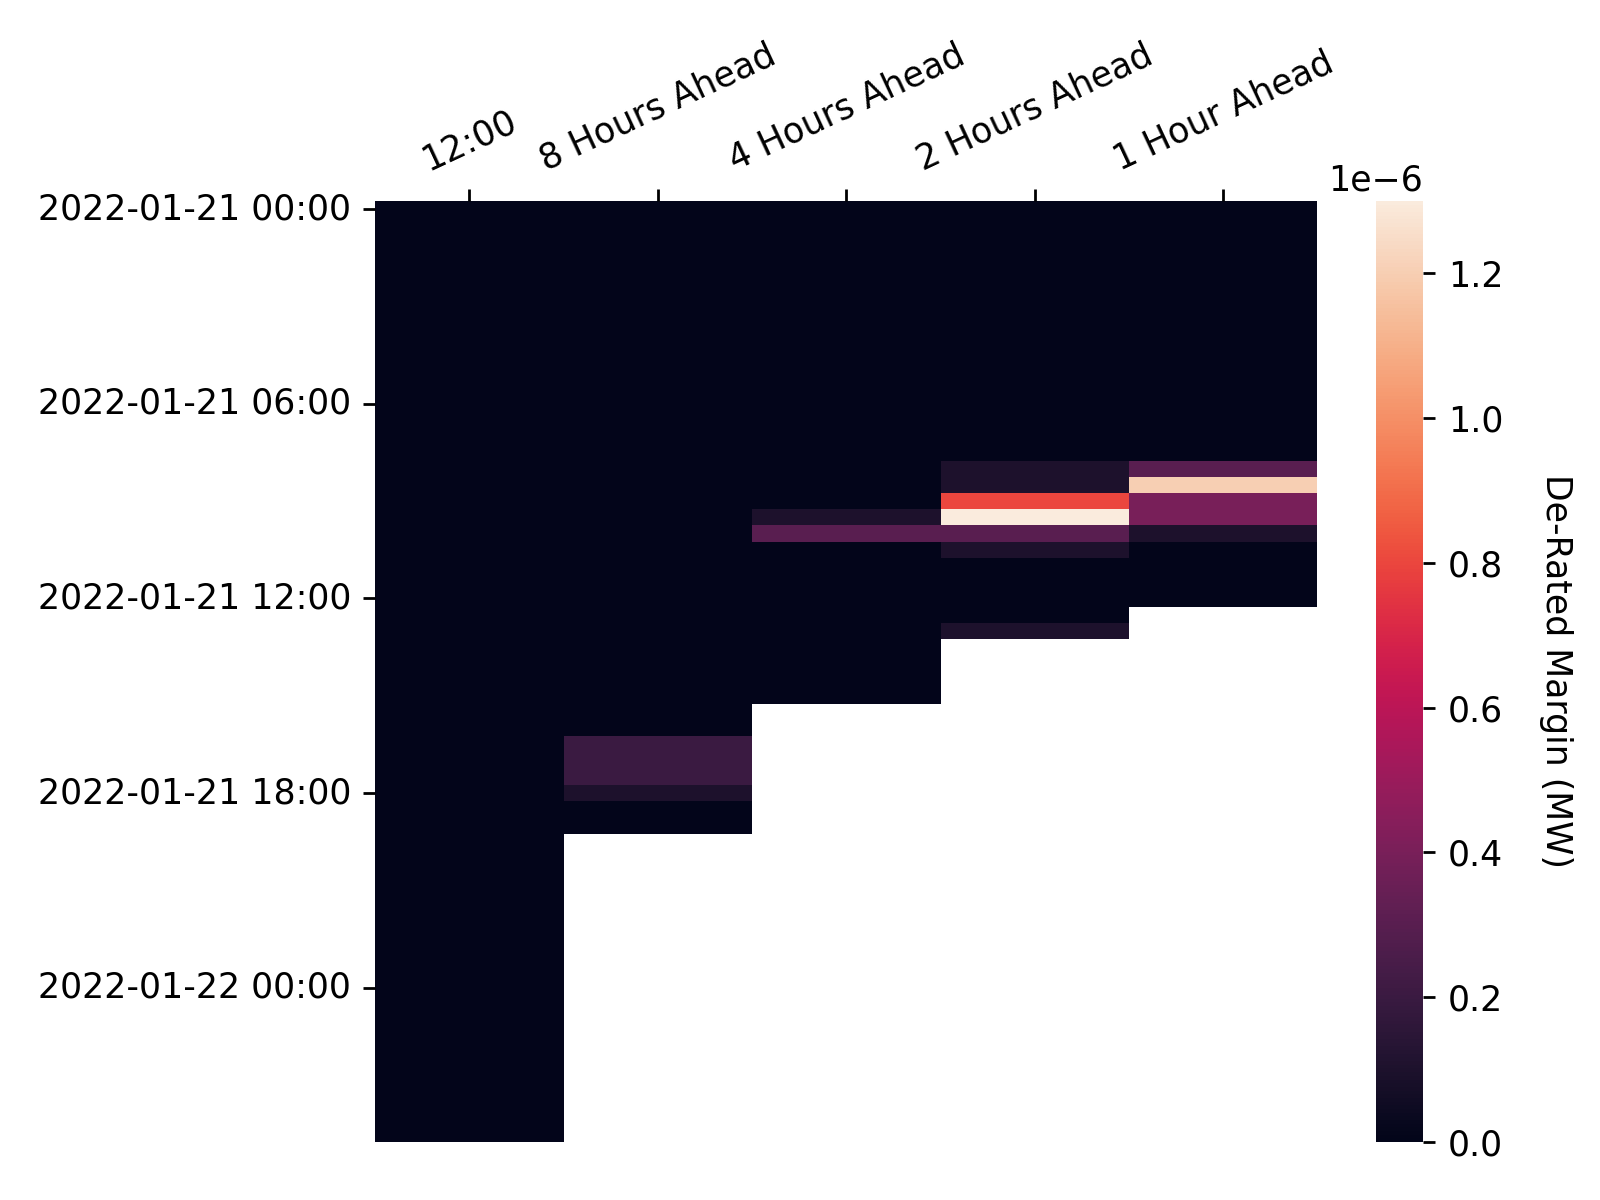 12:00
8 Hours Ahead
4 Hours Ahead
2 Hours Ahead
1 Hour Ahead
2022-01-21 00:00
2022-01-21 06:00
2022-01-21 12:00
2022-01-21 18:00
2022-01-22 00:00
1e−6
1.2
1.0
0.8
0.6
0.4
0.2
0.0
De-Rated Margin (MW)